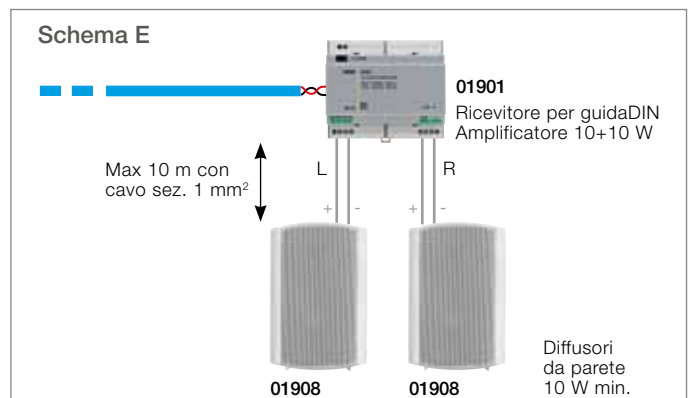 Schema E
01901
Ricevitore per guidaDIN
Amplificatore 10+10 W
Max 10 m con
cavo sez. 1 mm²
L
R
+
-
+
-
Diffusori
da parete
10 W min.
01908
01908